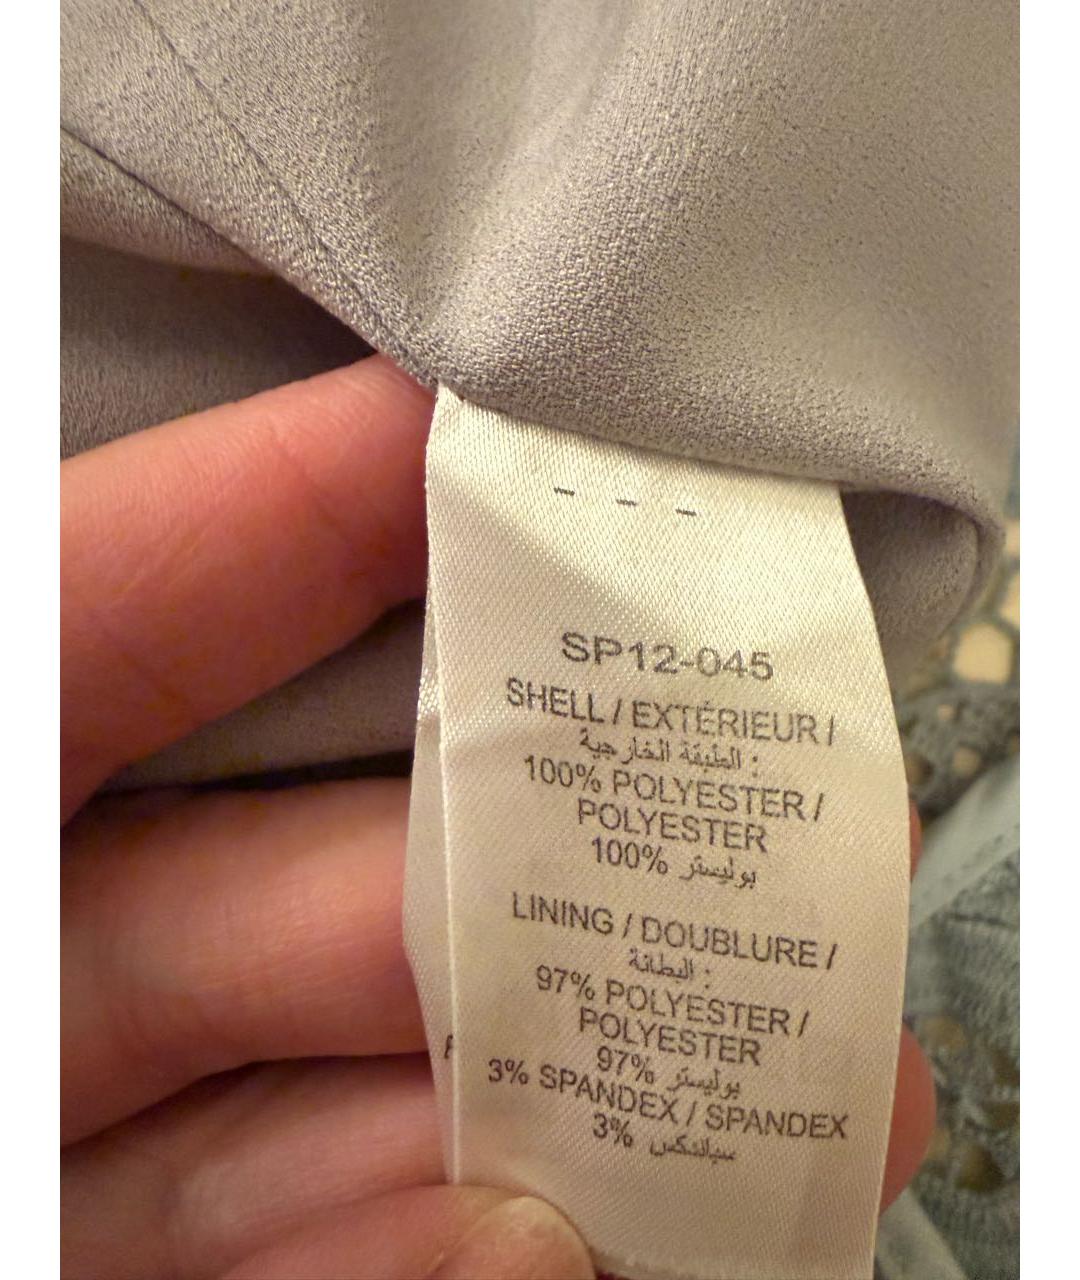 - - -
SP12-045
SHELL / EXTÉRIEUR /
الطبقة الخارجية :
100% POLYESTER /
POLYESTER
100% بوليستر
LINING / DOUBLURE /
البطانة :
97% POLYESTER /
POLYESTER
97% بوليستر
3% SPANDEX / SPANDEX
3% سباندكس